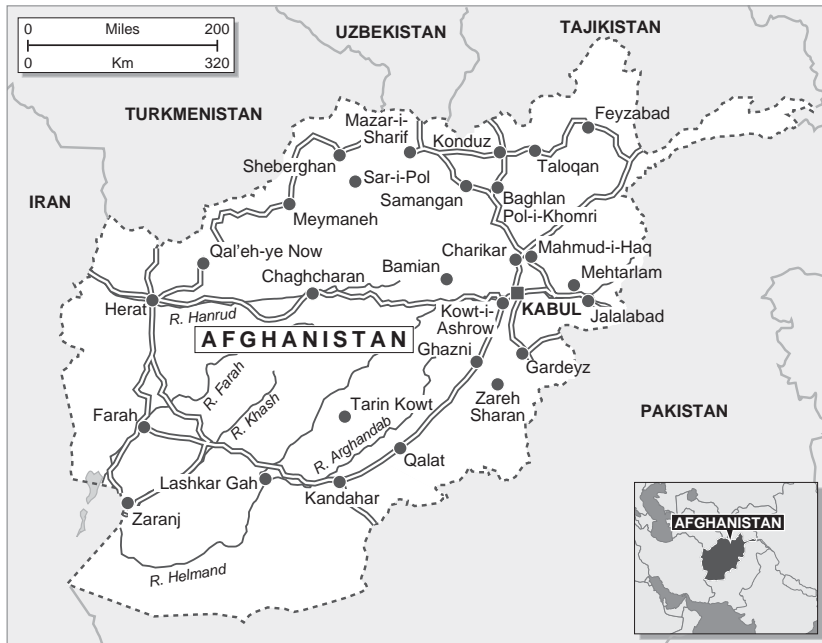 0 Miles 200
0 Km 320
UZBEKISTAN
TAJIKISTAN
TURKMENISTAN
IRAN
PAKISTAN
Feyzabad
Mazar-i-
Sharif
Konduz
Taloqan
Sheberghan
Sar-i-Pol
Samangan
Baghlan
Pol-i-Khomri
Meymaneh
Qal'eh-ye Now
Charikar
Mahmud-i-Haq
Bamian
Mehtarlam
Chaghcharan
Herat
R. Hanrud
Kowt-i-
Ashrow
KABUL
Jalalabad
AFGHANISTAN
Ghazni
Gardeyz
R. Farah
Zareh
Sharan
R. Khash
Tarin Kowt
Farah
R. Arghandab
Qalat
Lashkar Gah
Kandahar
Zaranj
R. Helmand
AFGHANISTAN